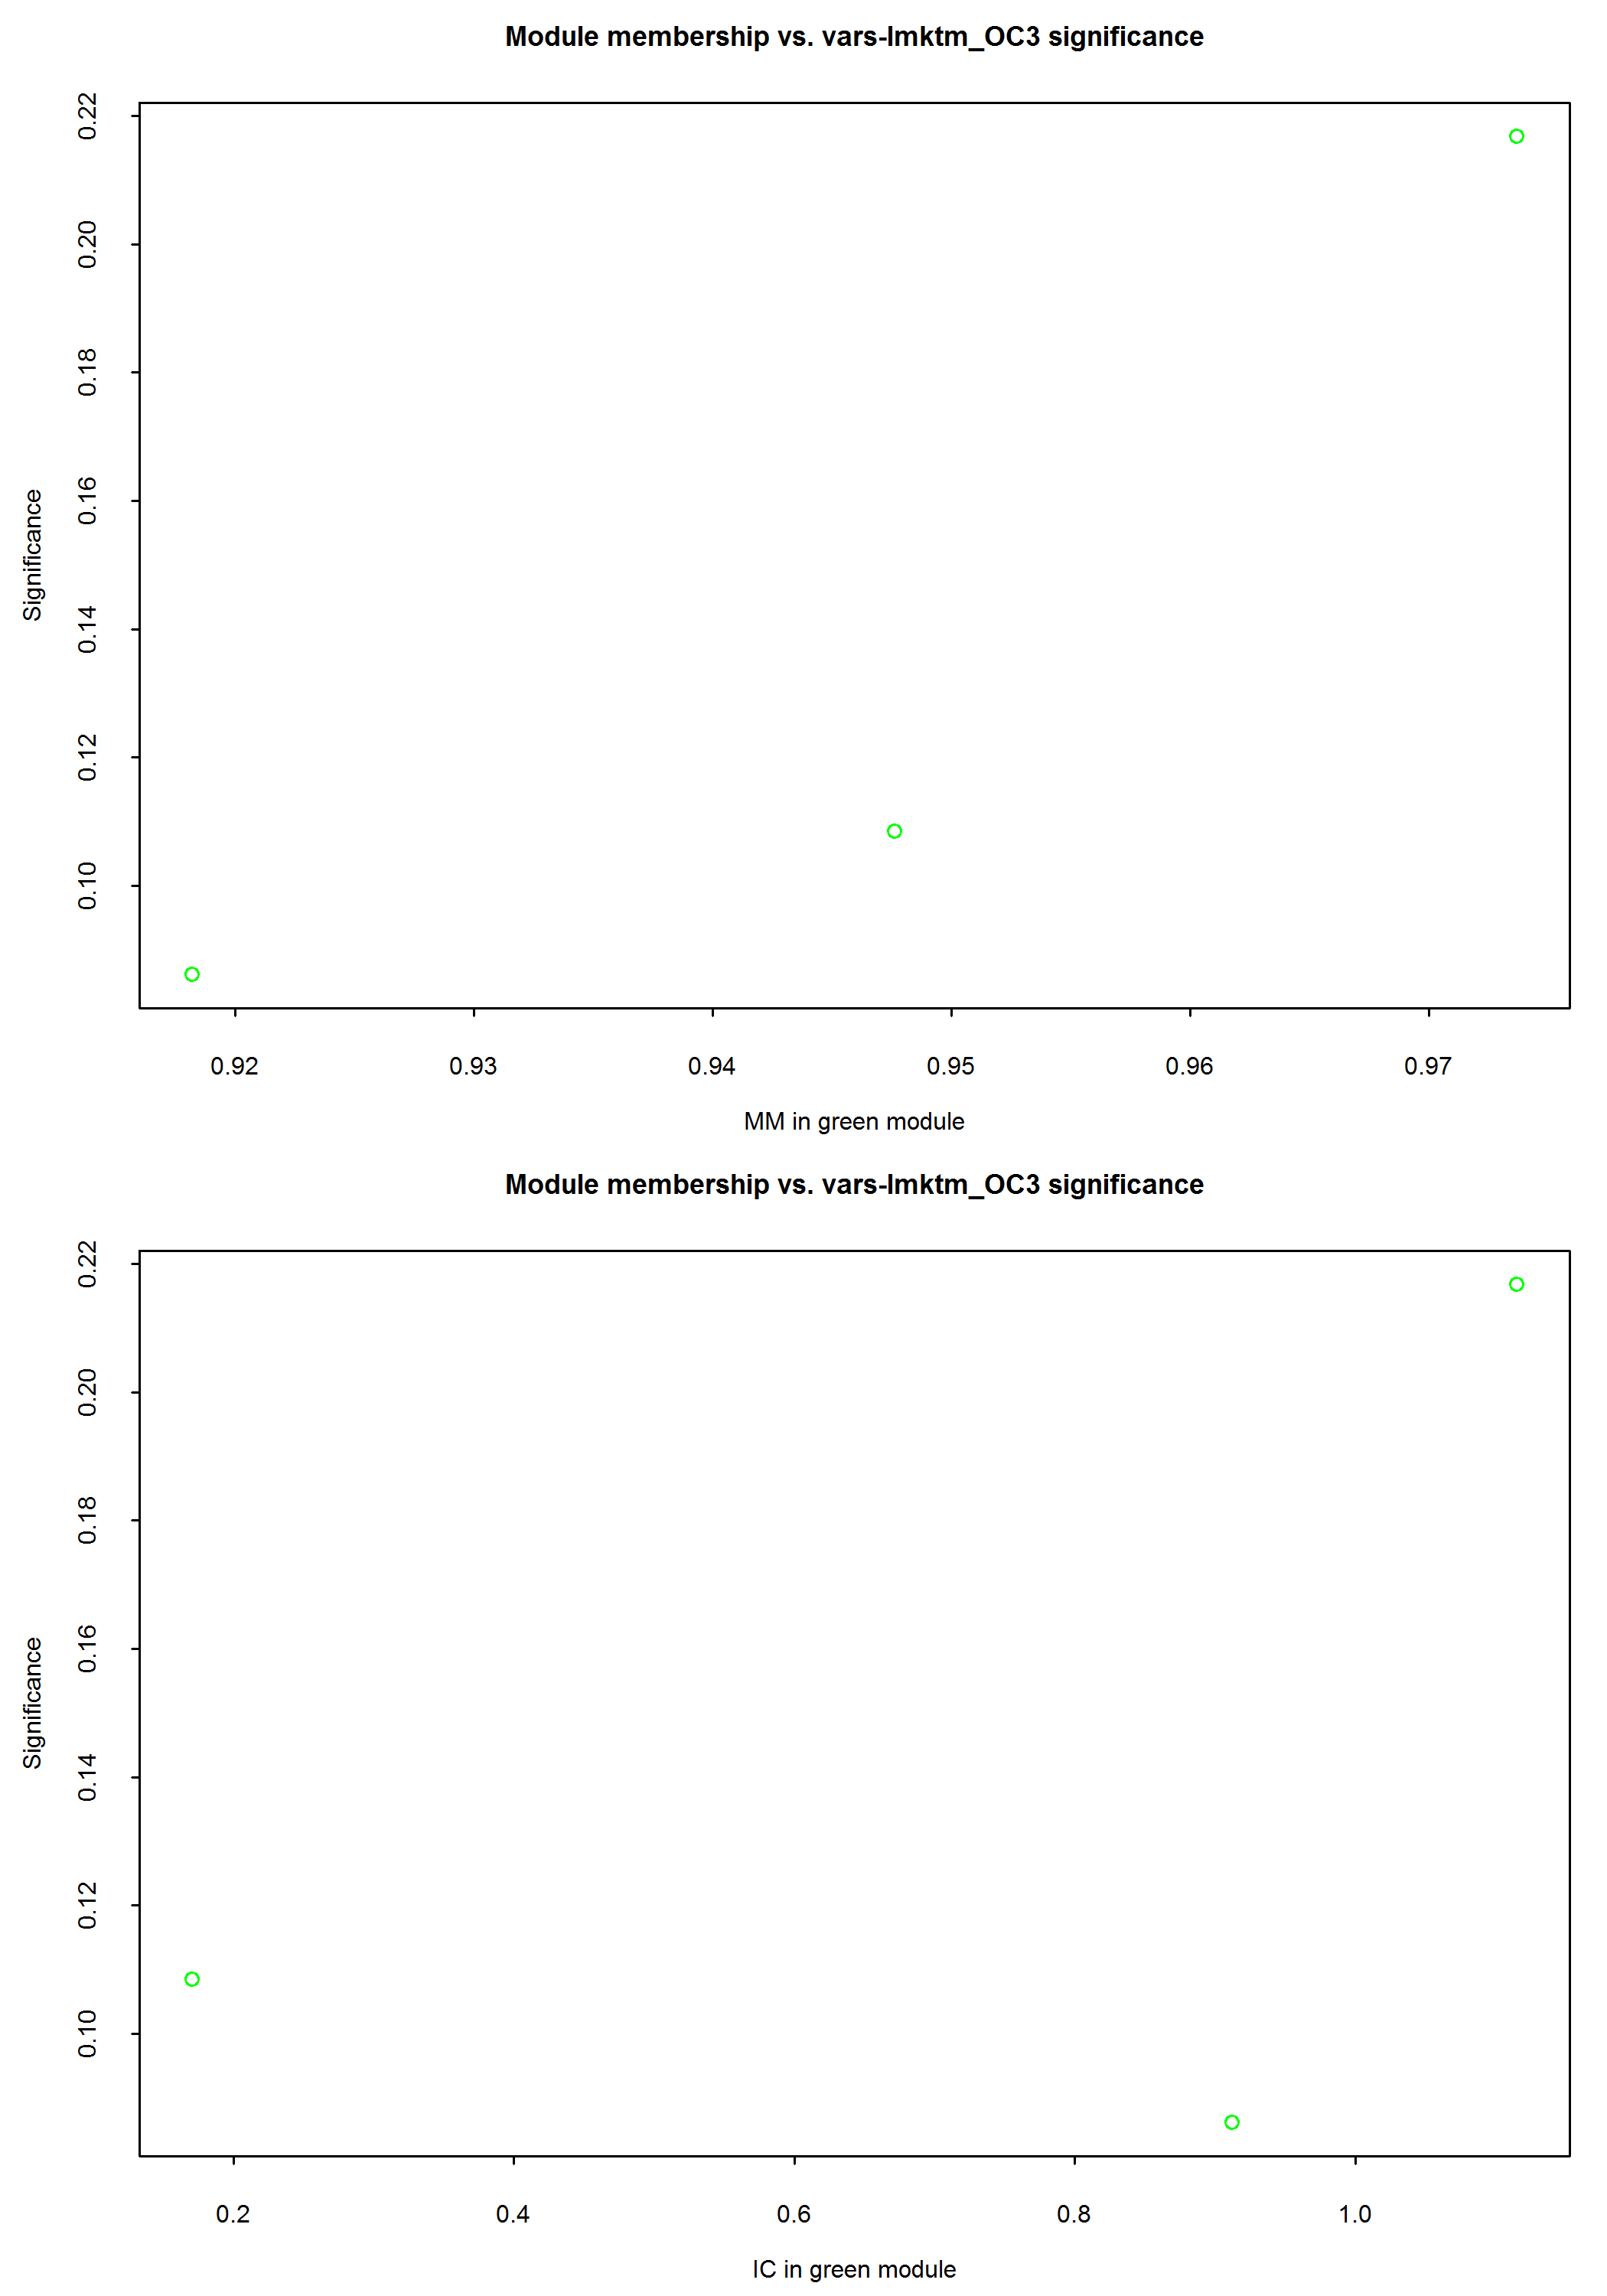 Module membership vs. vars-lmktm_OC3 significance
0.22
0.20
0.18
0.16
0.14
0.12
0.10
Significance
0.92 0.93 0.94 0.95 0.96 0.97
MM in green module
Module membership vs. vars-lmktm_OC3 significance
0.22
0.20
0.18
0.16
0.14
0.12
0.10
Significance
0.2 0.4 0.6 0.8 1.0
IC in green module